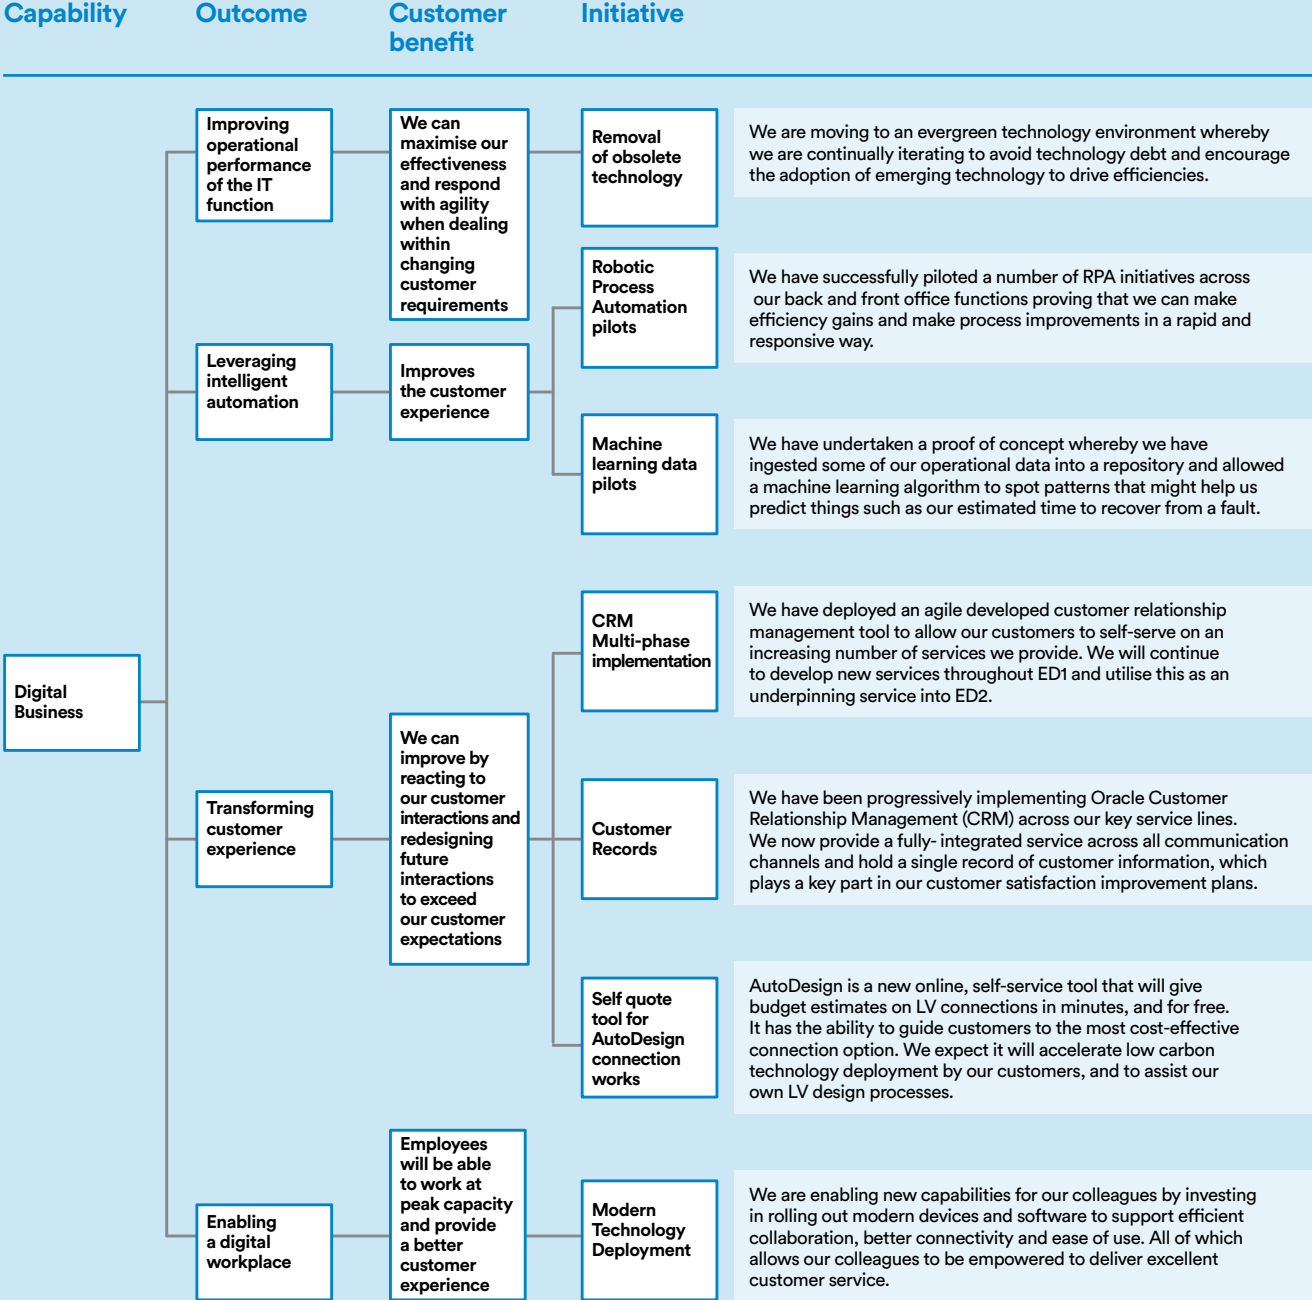 Capability
Outcome
Customer
benefit
Initiative
Improving
operational
performance
of the IT
function
We can
maximise our
effectiveness
and respond
with agility
when dealing
within
changing
customer
requirements
Removal
of obsolete
technology
We are moving to an evergreen technology environment whereby
we are continually iterating to avoid technology debt and encourage
the adoption of emerging technology to drive efficiencies.
Robotic
Process
Automation
pilots
We have successfully piloted a number of RPA initiatives across
our back and front office functions proving that we can make
efficiency gains and make process improvements in a rapid and
responsive way.
Leveraging
intelligent
automation
Improves
the customer
experience
Machine
learning data
pilots
We have undertaken a proof of concept whereby we have
ingested some of our operational data into a repository and allowed
a machine learning algorithm to spot patterns that might help us
predict things such as our estimated time to recover from a fault.
CRM
Multi-phase
implementation
We have deployed an agile developed customer relationship
management tool to allow our customers to self-serve on an
increasing number of services we provide. We will continue
to develop new services throughout ED1 and utilise this as an
underpinning service into ED2.
Digital
Business
Transforming
customer
experience
We can
improve by
reacting to
our customer
interactions and
redesigning
future
interactions
to exceed
our customer
expectations
Customer
Records
We have been progressively implementing Oracle Customer
Relationship Management (CRM) across our key service lines.
We now provide a fully- integrated service across all communication
channels and hold a single record of customer information, which
plays a key part in our customer satisfaction improvement plans.
Self quote
tool for
AutoDesign
connection
works
AutoDesign is a new online, self-service tool that will give
budget estimates on LV connections in minutes, and for free.
It has the ability to guide customers to the most cost-effective
connection option. We expect it will accelerate low carbon
technology deployment by our customers, and to assist our
own LV design processes.
Enabling
a digital
workplace
Employees
will be able
to work at
peak capacity
and provide
a better
customer
experience
Modern
Technology
Deployment
We are enabling new capabilities for our colleagues by investing
in rolling out modern devices and software to support efficient
collaboration, better connectivity and ease of use. All of which
allows our colleagues to be empowered to deliver excellent
customer service.